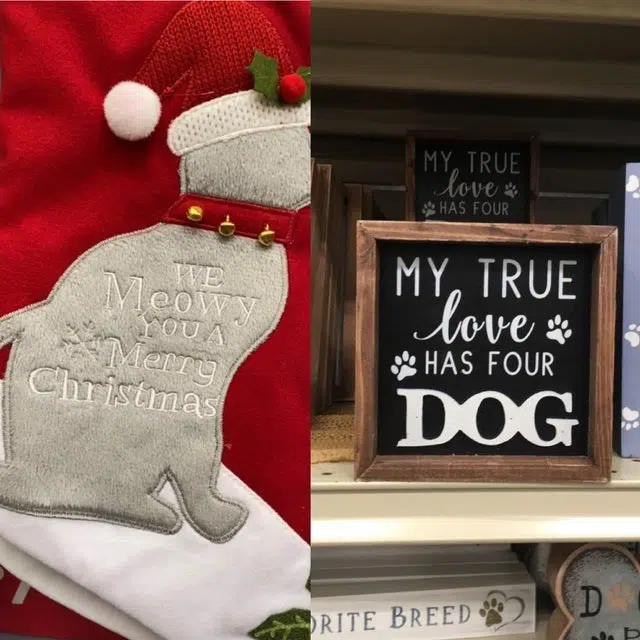 WE
Meowy
YOU A
Merry
Christmas
MY TRUE
love
HAS FOUR
MY TRUE
love
HAS FOUR
DOG
RITE BREED
D